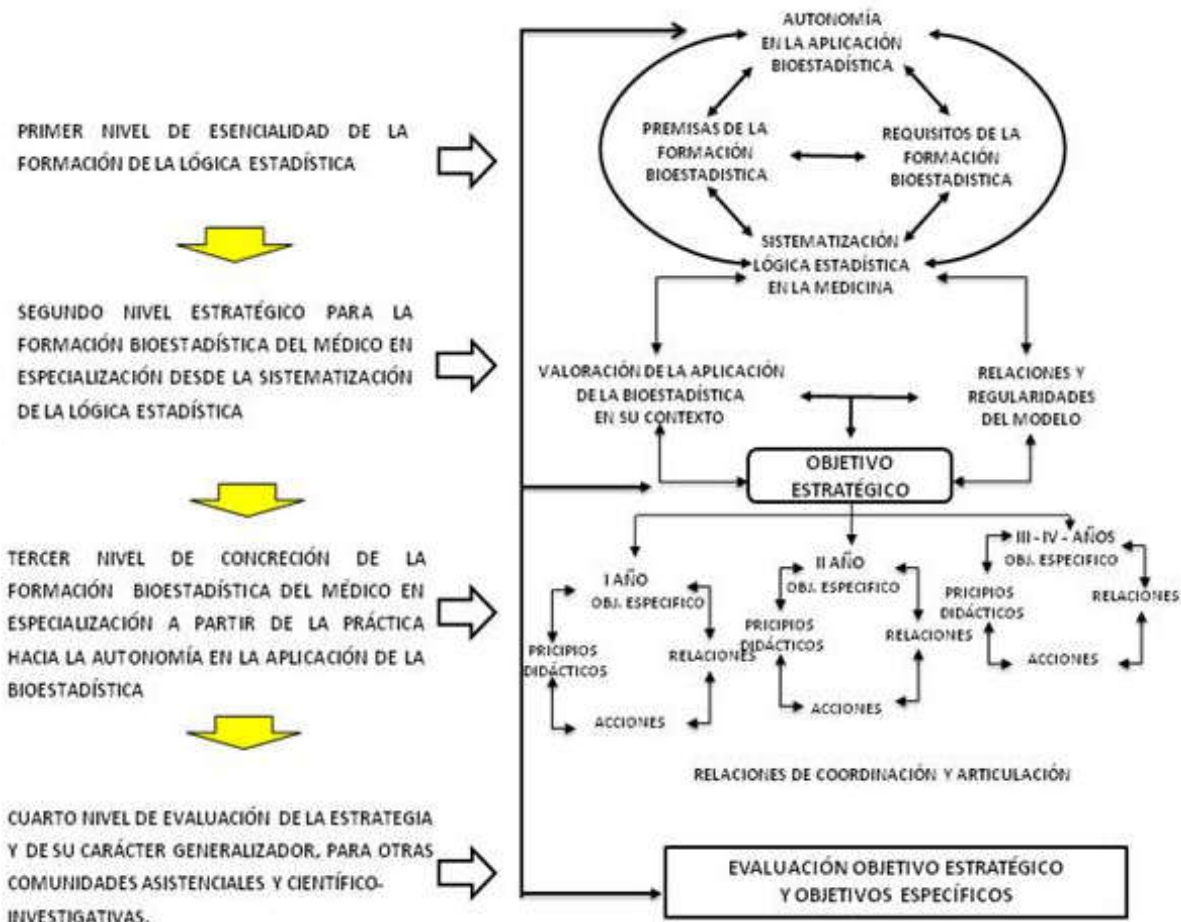 PRIMER NIVEL DE ESENCIALIDAD DE LA
FORMACIÓN DE LA LÓGICA ESTADÍSTICA
SEGUNDO NIVEL ESTRATÉGICO PARA LA
FORMACIÓN BIOESTADÍSTICA DEL MÉDICO EN
ESPECIALIZACIÓN DESDE LA SISTEMATIZACIÓN
DE LA LÓGICA ESTADÍSTICA
TERCER NIVEL DE CONCRECIÓN DE LA
FORMACIÓN BIOESTADÍSTICA DEL MÉDICO EN
ESPECIALIZACIÓN A PARTIR DE LA PRÁCTICA
HACIA LA AUTONOMÍA EN LA APLICACIÓN DE LA
BIOESTADÍSTICA
CUARTO NIVEL DE EVALUACIÓN DE LA ESTRATEGIA
Y DE SU CARÁCTER GENERALIZADOR, PARA OTRAS
COMUNIDADES ASISTENCIALES Y CIENTÍFICO-
INVESTIGATIVAS.
AUTONOMÍA
EN LA APLICACIÓN
BIOESTADÍSTICA
PREMISAS DE LA
FORMACIÓN
BIOESTADISTICA
REQUISITOS DE LA
FORMACIÓN
BIOESTADISTICA
SISTEMATIZACIÓN
LÓGICA ESTADÍSTICA
EN LA MEDICINA
VALORACIÓN DE LA APLICACIÓN
DE LA BIOESTADÍSTICA
EN SU CONTEXTO
RELACIONES Y
REGULARIDADES
DEL MODELO
OBJETIVO
ESTRATÉGICO
I AÑO
OBJ. ESPECIFICO
PRICIPIOS
DIDÁCTICOS
RELACIONES
ACCIONES
II AÑO
OBJ. ESPECIFICO
PRICIPIOS
DIDÁCTICOS
RELACIONES
ACCIONES
III - IV - AÑOS
OBJ. ESPECIFICO
PRICIPIOS
DIDÁCTICOS
RELACIONES
ACCIONES
RELACIONES DE COORDINACIÓN Y ARTICULACIÓN
EVALUACIÓN OBJETIVO ESTRATÉGICO
Y OBJETIVOS ESPECÍFICOS